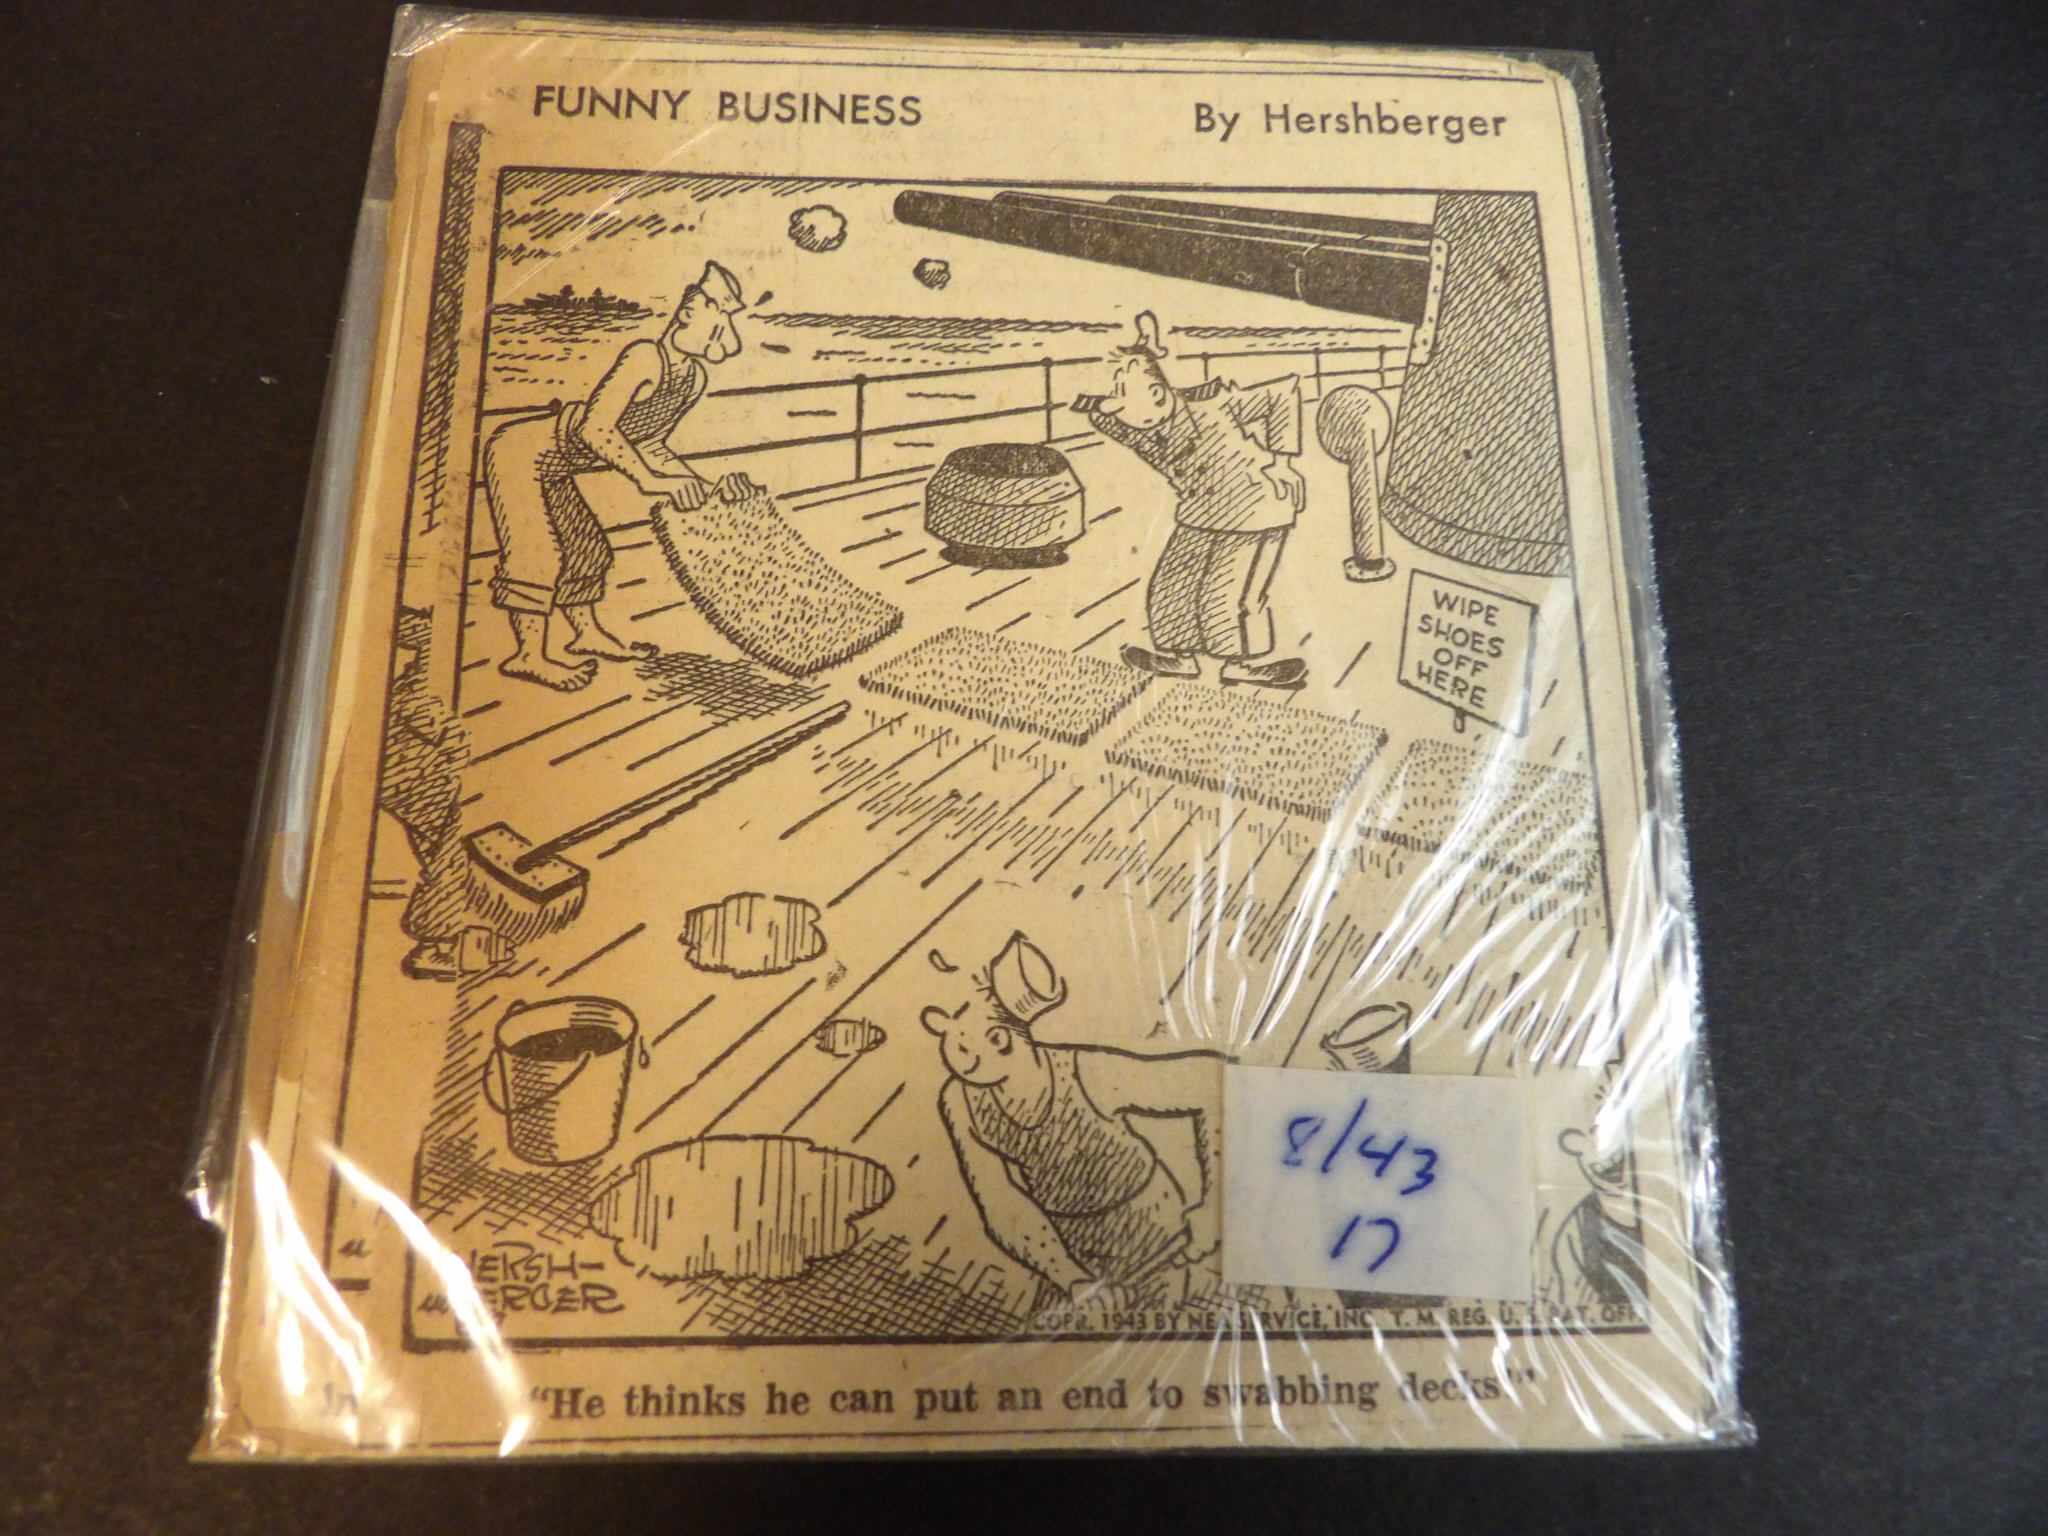 FUNNY BUSINESS
By Hershberger
WIPE
SHOES
OFF
HERE
8/43
17
HERSH-
BERGER
COPR. 1943 BY NEA SERVICE, INC. T. M. REG. U. S. PAT. OFF.
"He thinks he can put an end to swabbing decks!"